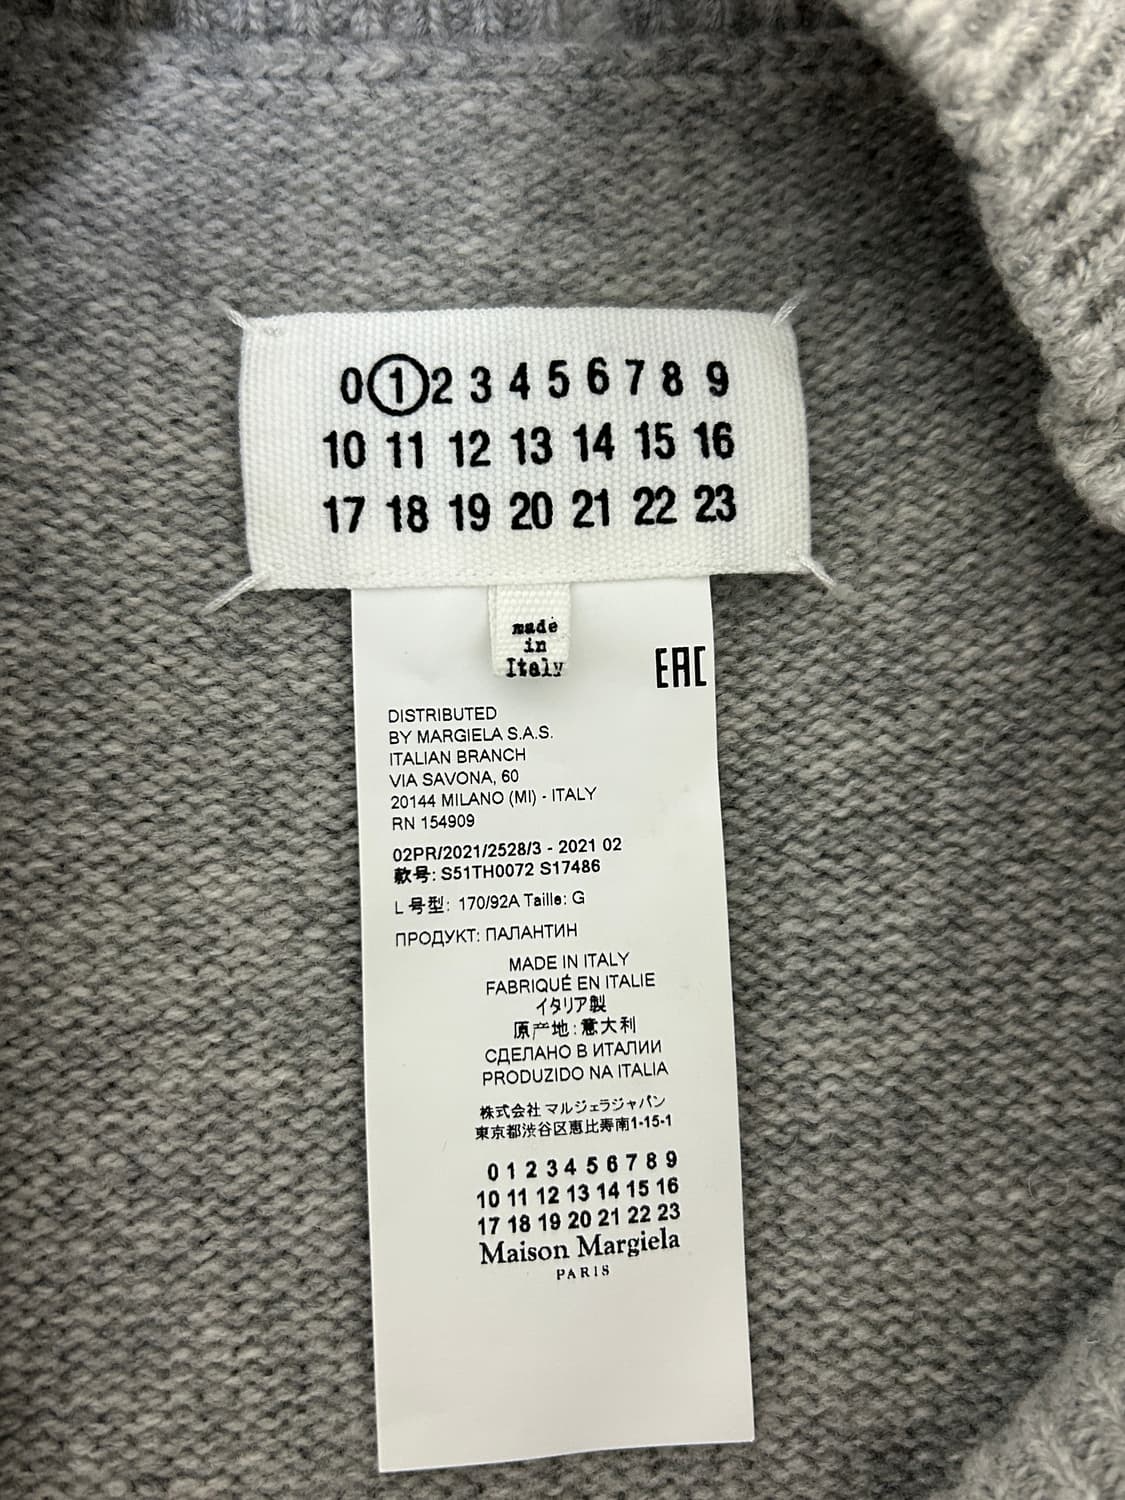 0 1 2 3 4 5 6 7 8 9
10 11 12 13 14 15 16
17 18 19 20 21 22 23
made
in
Italy
EAC
DISTRIBUTED
BY MARGIELA S.A.S.
ITALIAN BRANCH
VIA SAVONA, 60
20144 MILANO (MI) - ITALY
RN 154909
02PR/2021/2528/3 - 2021 02
款号: S51TH0072 S17486
L 号型: 170/92A Taille: G
ПРОДУКТ: ПАЛАНТИН
MADE IN ITALY
FABRIQUÉ EN ITALIE
イタリア製
原产地:意大利
СДЕЛАНО В ИТАЛИИ
PRODUZIDO NA ITALIA
株式会社 マルジェラジャパン
東京都渋谷区恵比寿南1-15-1
0 1 2 3 4 5 6 7 8 9
10 11 12 13 14 15 16
17 18 19 20 21 22 23
Maison Margiela
PARIS